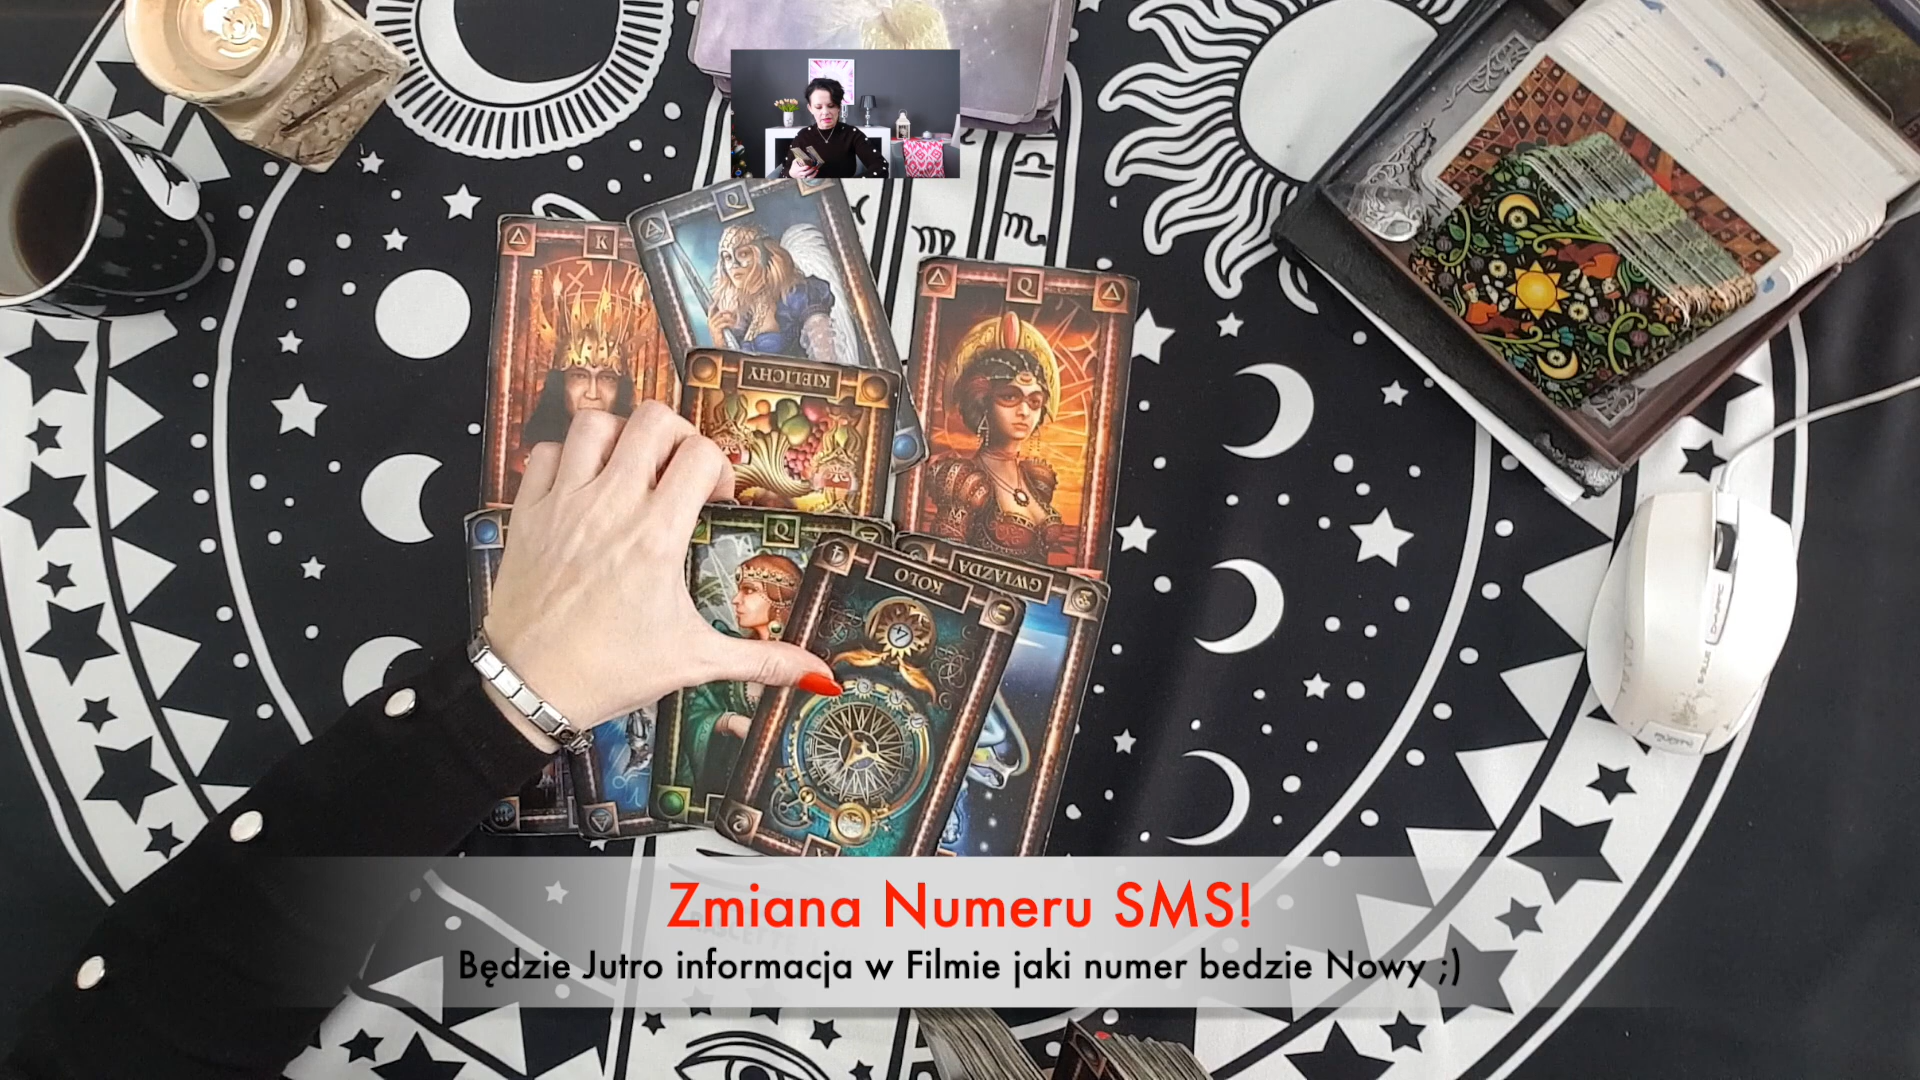 Q
K
Q
KIELICHY
Q
KOŁO
GWIAZDA
Zmiana Numeru SMS!
Będzie Jutro informacja w Filmie jaki numer bedzie Nowy ;)